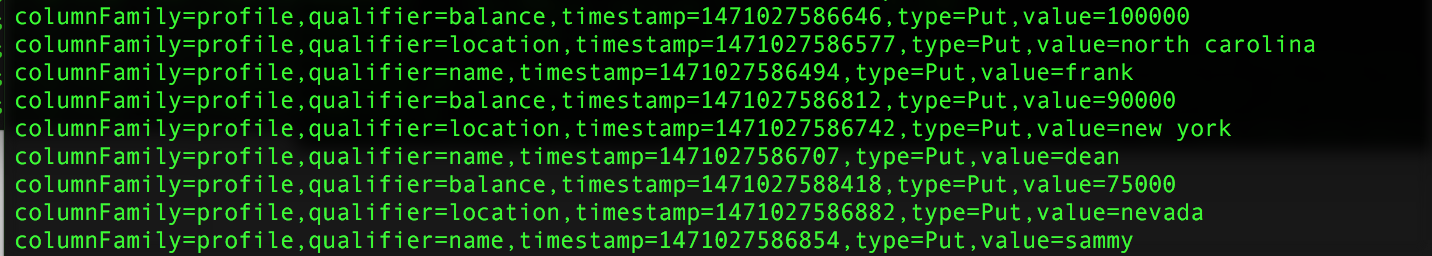 columnFamily=profile,qualifier=balance,timestamp=1471027586646,type=Put,value=100000
columnFamily=profile,qualifier=location,timestamp=1471027586577,type=Put,value=north carolina
columnFamily=profile,qualifier=name,timestamp=1471027586494,type=Put,value=frank
columnFamily=profile,qualifier=balance,timestamp=1471027586812,type=Put,value=90000
columnFamily=profile,qualifier=location,timestamp=1471027586742,type=Put,value=new york
columnFamily=profile,qualifier=name,timestamp=1471027586707,type=Put,value=dean
columnFamily=profile,qualifier=balance,timestamp=1471027588418,type=Put,value=75000
columnFamily=profile,qualifier=location,timestamp=1471027586882,type=Put,value=nevada
columnFamily=profile,qualifier=name,timestamp=1471027586854,type=Put,value=sammy